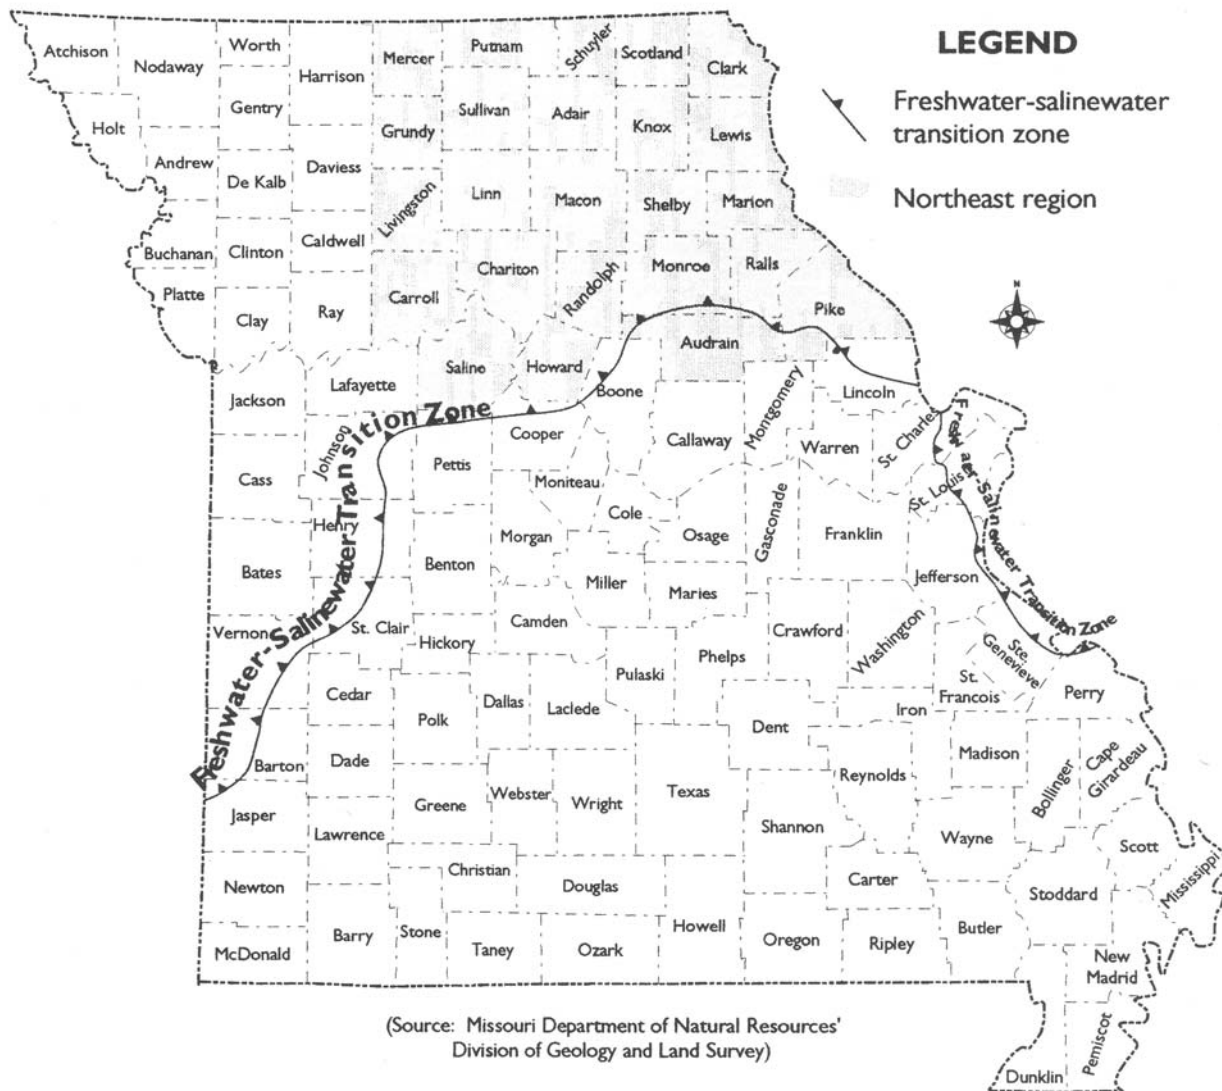 LEGEND
Freshwater-salinewater
transition zone
Northeast region
N
Atchison
Nodaway
Worth
Harrison
Mercer
Putnam
Schuyler
Scotland
Clark
Holt
Gentry
Sullivan
Adair
Knox
Lewis
Grundy
Andrew
De Kalb
Daviess
Livingston
Linn
Macon
Shelby
Marion
Buchanan
Clinton
Caldwell
Chariton
Randolph
Monroe
Ralls
Platte
Clay
Ray
Carroll
Pike
Audrain
Saline
Howard
Boone
Jackson
Lafayette
Lincoln
Montgomery
Johnson
Cooper
Callaway
Warren
St. Charles
Cass
Pettis
Moniteau
St. Louis
Henry
Cole
Gasconade
Morgan
Osage
Franklin
Bates
Benton
Miller
Maries
Jefferson
Vernon
St. Clair
Hickory
Camden
Crawford
Washington
Pulaski
Phelps
Ste.
Genevieve
St.
Francois
Perry
Cedar
Polk
Dallas
Laclede
Dent
Iron
Madison
Bollinger
Cape
Girardeau
Barton
Dade
Reynolds
Jasper
Greene
Webster
Wright
Texas
Shannon
Wayne
Scott
Lawrence
Mississippi
Newton
Christian
Douglas
Carter
Stoddard
McDonald
Barry
Stone
Taney
Ozark
Howell
Oregon
Ripley
Butler
New
Madrid
Pemiscot
Dunklin
Freshwater-Salinewater Transition Zone
Salinewater Transition Zone
(Source: Missouri Department of Natural Resources'
Division of Geology and Land Survey)